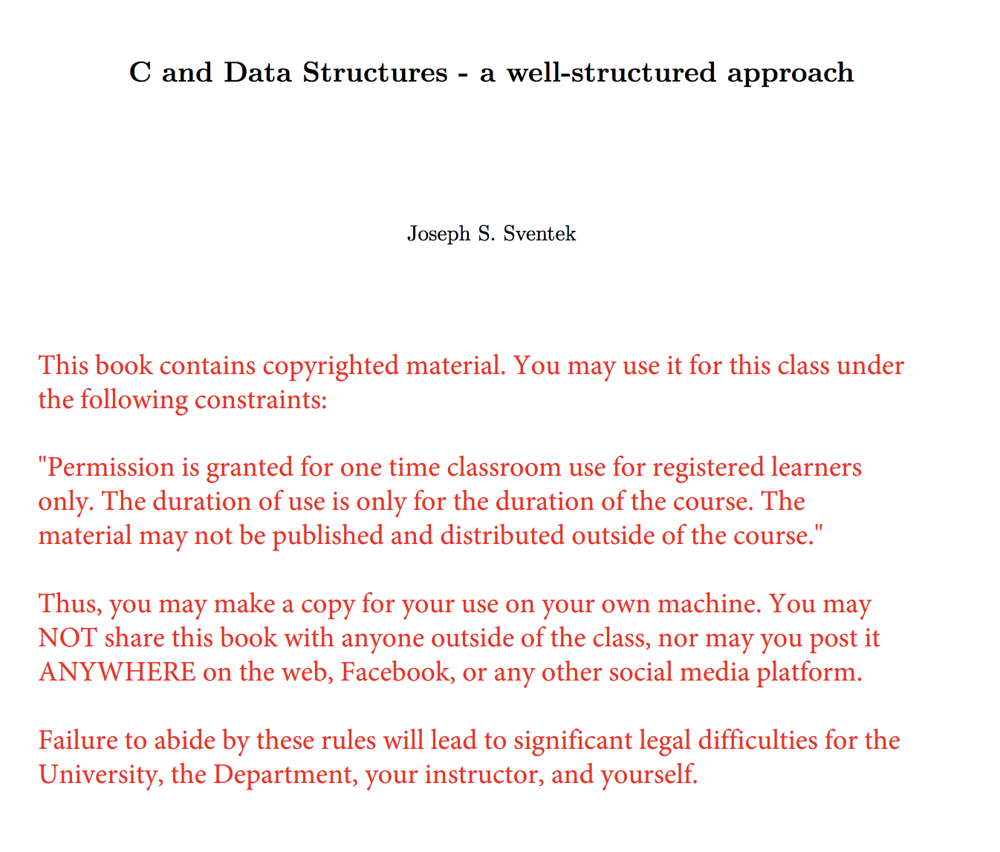 C and Data Structures - a well-structured approach
Joseph S. Sventek
This book contains copyrighted material. You may use it for this class under
the following constraints:
"Permission is granted for one time classroom use for registered learners
only. The duration of use is only for the duration of the course. The
material may not be published and distributed outside of the course."
Thus, you may make a copy for your use on your own machine. You may
NOT share this book with anyone outside of the class, nor may you post it
ANYWHERE on the web, Facebook, or any other social media platform.
Failure to abide by these rules will lead to significant legal difficulties for the
University, the Department, your instructor, and yourself.